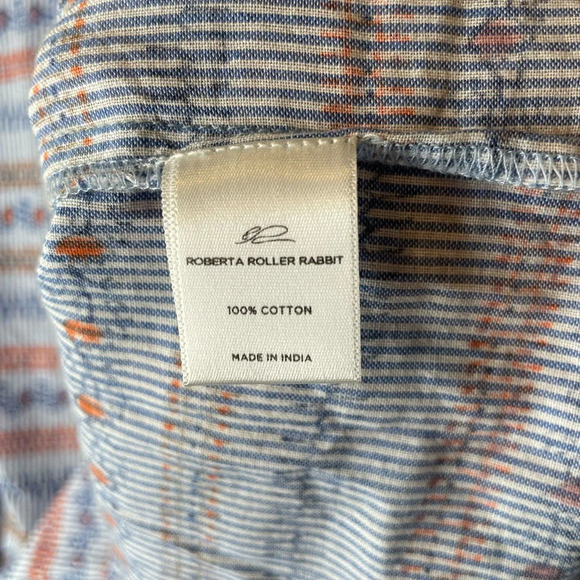 ROBERTA ROLLER RABBIT
100% COTTON
MADE IN INDIA